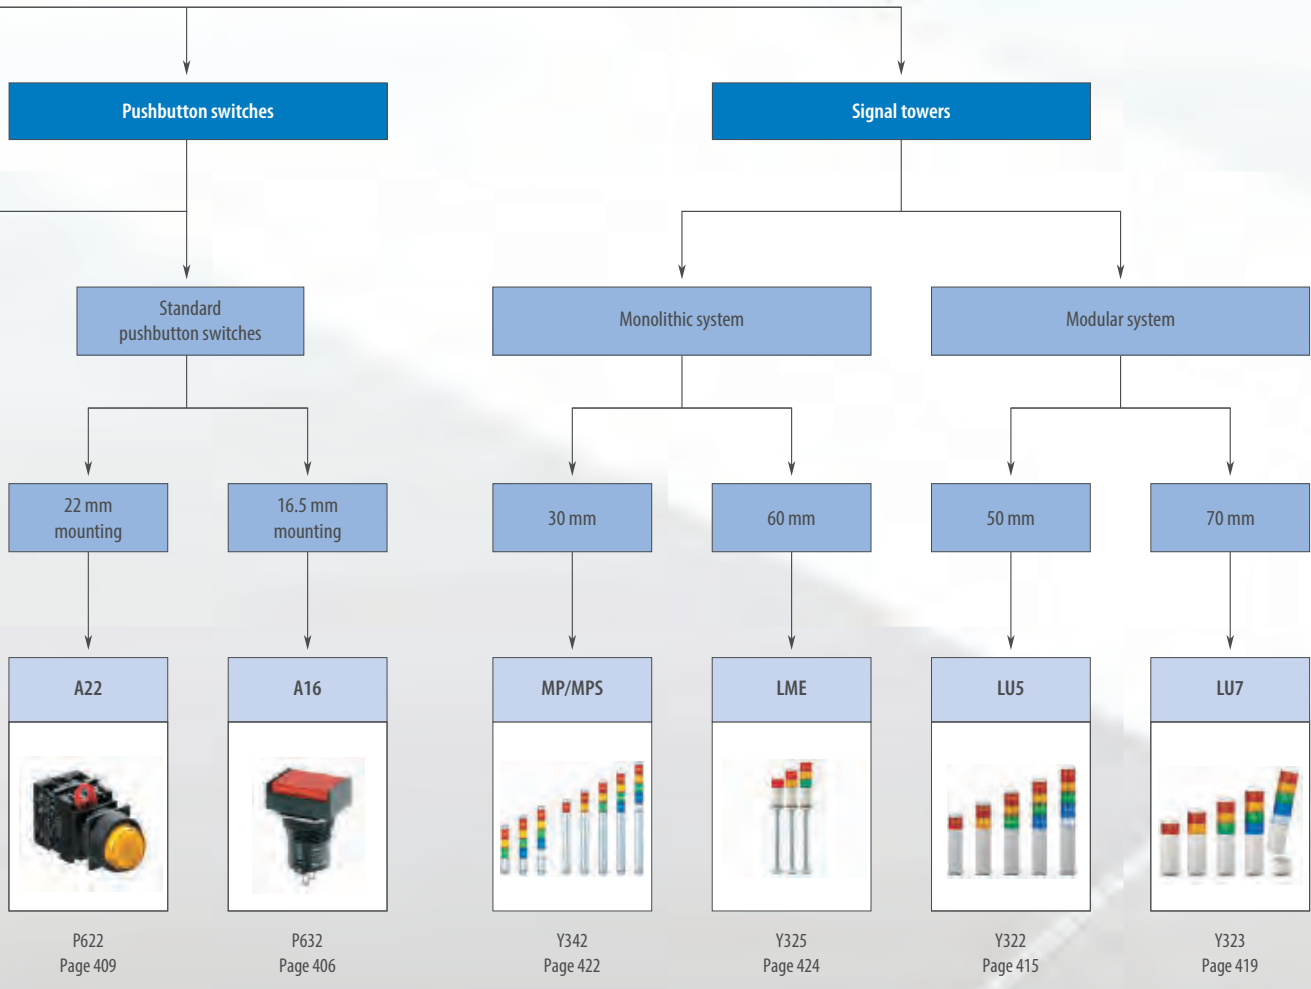 Pushbutton switches
Signal towers
Standard
pushbutton switches
Monolithic system
Modular system
22 mm
mounting
16.5 mm
mounting
30 mm
60 mm
50 mm
70 mm
A22
A16
MP/MPS
LME
LU5
LU7
P622
Page 409
P632
Page 406
Y342
Page 422
Y325
Page 424
Y322
Page 415
Y323
Page 419